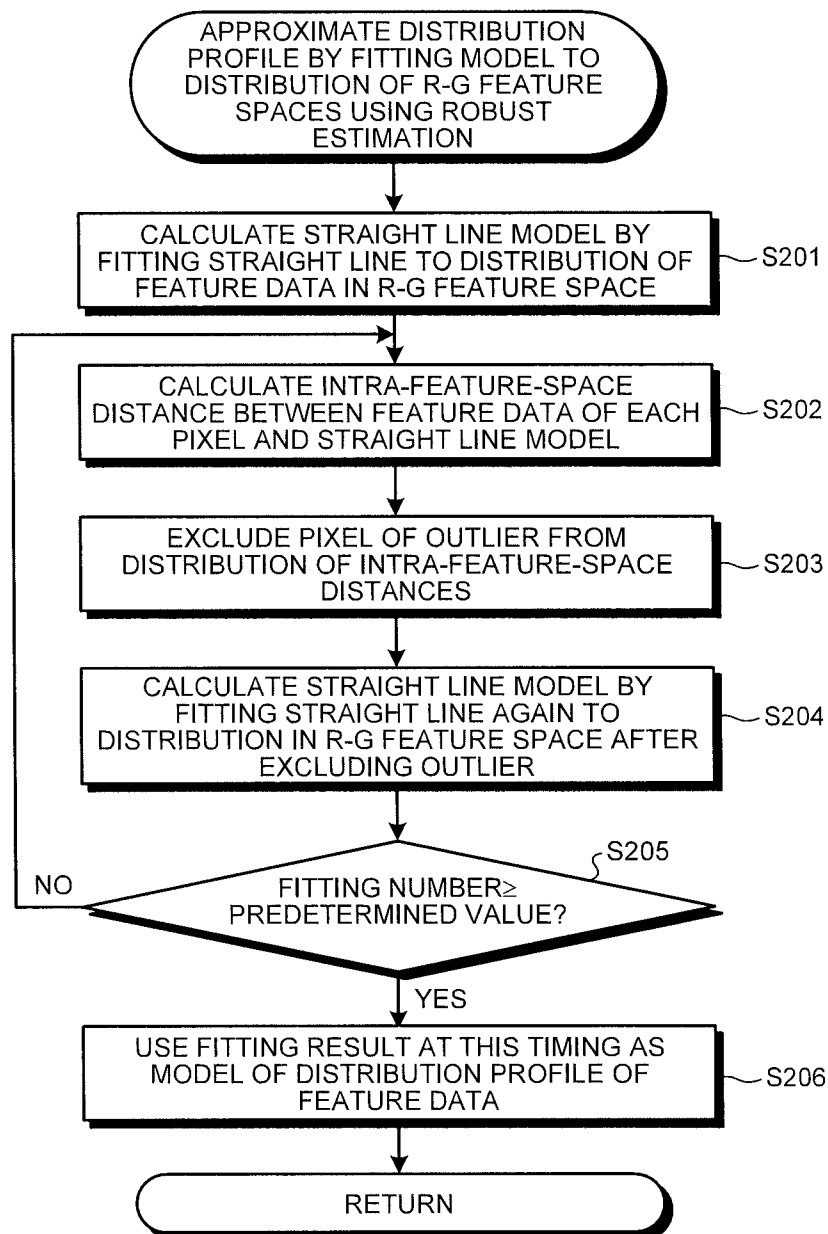 APPROXIMATE DISTRIBUTION
PROFILE BY FITTING MODEL TO
DISTRIBUTION OF R-G FEATURE
SPACES USING ROBUST
ESTIMATION
CALCULATE STRAIGHT LINE MODEL BY
FITTING STRAIGHT LINE TO DISTRIBUTION OF
FEATURE DATA IN R-G FEATURE SPACE
S201
CALCULATE INTRA-FEATURE-SPACE
DISTANCE BETWEEN FEATURE DATA OF EACH
PIXEL AND STRAIGHT LINE MODEL
S202
EXCLUDE PIXEL OF OUTLIER FROM
DISTRIBUTION OF INTRA-FEATURE-SPACE
DISTANCES
S203
CALCULATE STRAIGHT LINE MODEL BY
FITTING STRAIGHT LINE AGAIN TO
DISTRIBUTION IN R-G FEATURE SPACE AFTER
EXCLUDING OUTLIER
S204
S205
NO
FITTING NUMBER≥
PREDETERMINED VALUE?
YES
USE FITTING RESULT AT THIS TIMING AS
MODEL OF DISTRIBUTION PROFILE OF
FEATURE DATA
S206
RETURN